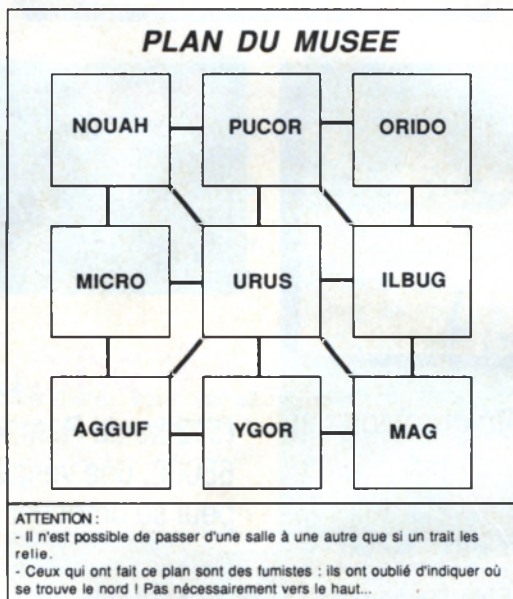 PLAN DU MUSEE
NOUAH PUCOR ORIDO
MICRO URUS ILBUG
AGGUF YGOR MAG
ATTENTION :
- Il n'est possible de passer d'une salle à une autre que si un trait les
relie.
- Ceux qui ont fait ce plan sont des fumistes : ils ont oublié d'indiquer où
se trouve le nord ! Pas nécessairement vers le haut...